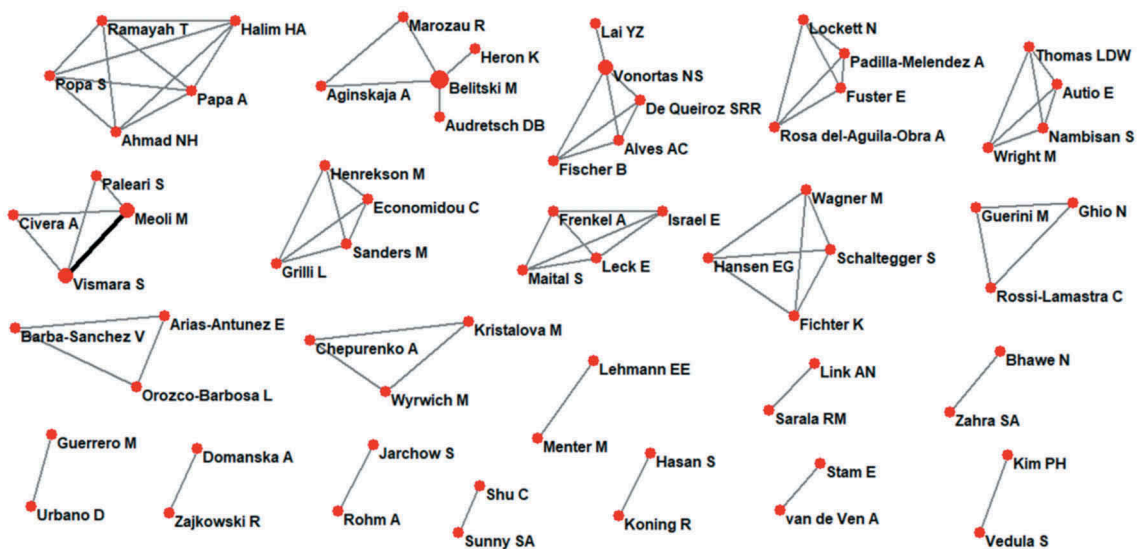 Ramayah T
Halim HA
Popa S
Papa A
Ahmad NH
Marozau R
Heron K
Aginskaja A
Belitski M
Audretsch DB
Lai YZ
Vonortas NS
De Queiroz SRR
Alves AC
Fischer B
Lockett N
Padilla-Melendez A
Fuster E
Rosa del-Aguila-Obra A
Thomas LDW
Autio E
Nambisan S
Wright M
Paleari S
Civera A
Meoli M
Vismara S
Henrekson M
Economidou C
Sanders M
Grilli L
Frenkel A
Israel E
Leck E
Maital S
Wagner M
Hansen EG
Schaltegger S
Fichter K
Guerini M
Ghio N
Rossi-Lamastra C
Barba-Sanchez V
Arias-Antunez E
Orozco-Barbosa L
Kristalova M
Chepurenko A
Wyrwich M
Lehmann EE
Menter M
Link AN
Sarala RM
Bhawe N
Zahra SA
Guerrero M
Urbano D
Domanska A
Zajkowski R
Jarchow S
Rohm A
Shu C
Sunny SA
Hasan S
Koning R
Stam E
van de Ven A
Kim PH
Vedula S